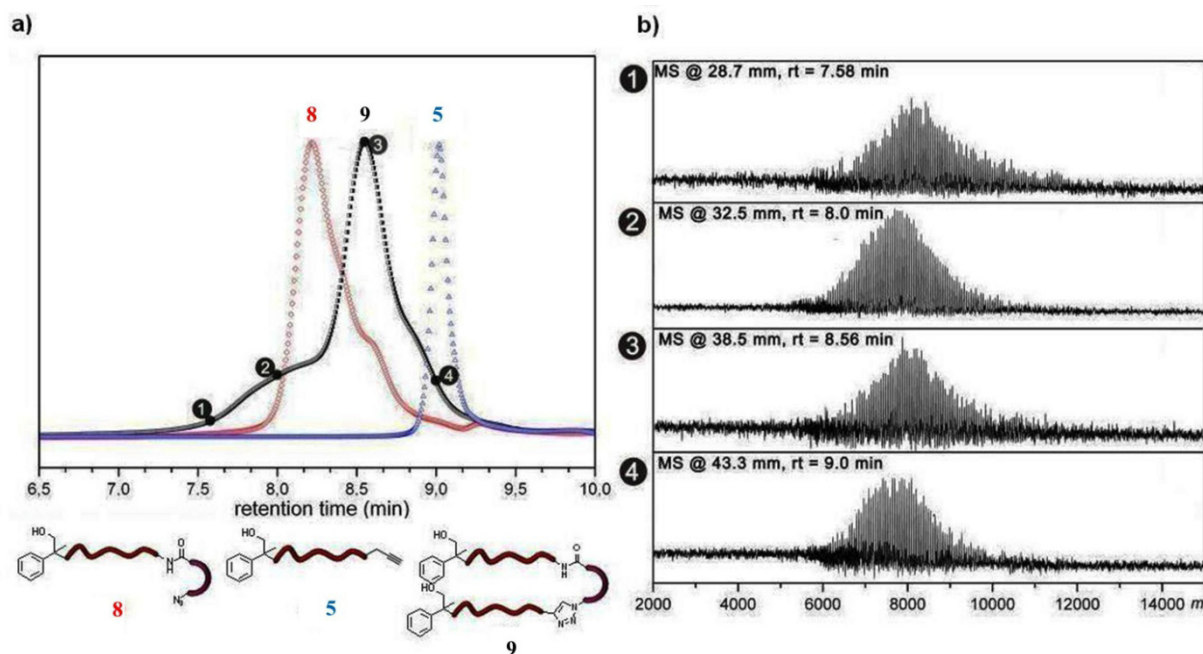 a)
b)
8
9
5
3
2
1
4
6.5 7.0 7.5 8.0 8.5 9.0 9.5 10.0
retention time (min)
HO
O
N
H
N3
8
HO
5
HO
O
N
H
HO
N
N=N
9
1 MS @ 28.7 mm, rt = 7.58 min
2 MS @ 32.5 mm, rt = 8.0 min
3 MS @ 38.5 mm, rt = 8.56 min
4 MS @ 43.3 mm, rt = 9.0 min
2000 4000 6000 8000 10000 12000 14000 m